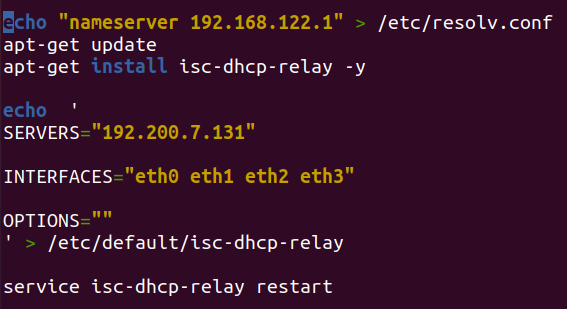 echo "nameserver 192.168.122.1" > /etc/resolv.conf
apt-get update
apt-get install isc-dhcp-relay -y
echo  '
SERVERS="192.200.7.131"
INTERFACES="eth0 eth1 eth2 eth3"
OPTIONS=""
' > /etc/default/isc-dhcp-relay
service isc-dhcp-relay restart